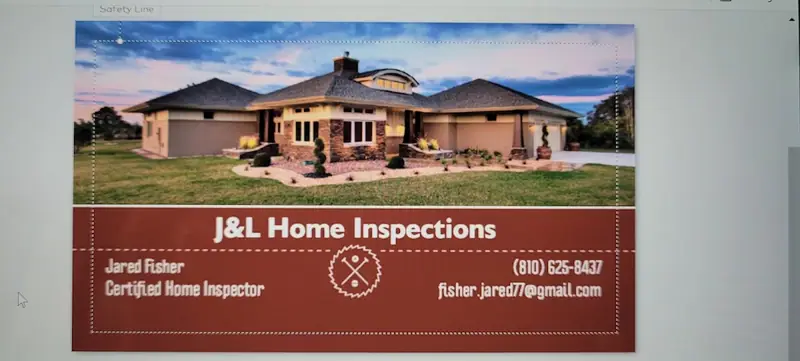 Safety Line
J&L Home Inspections
Jared Fisher
Certified Home Inspector
(810) 625-8437
fisher.jared77@gmail.com